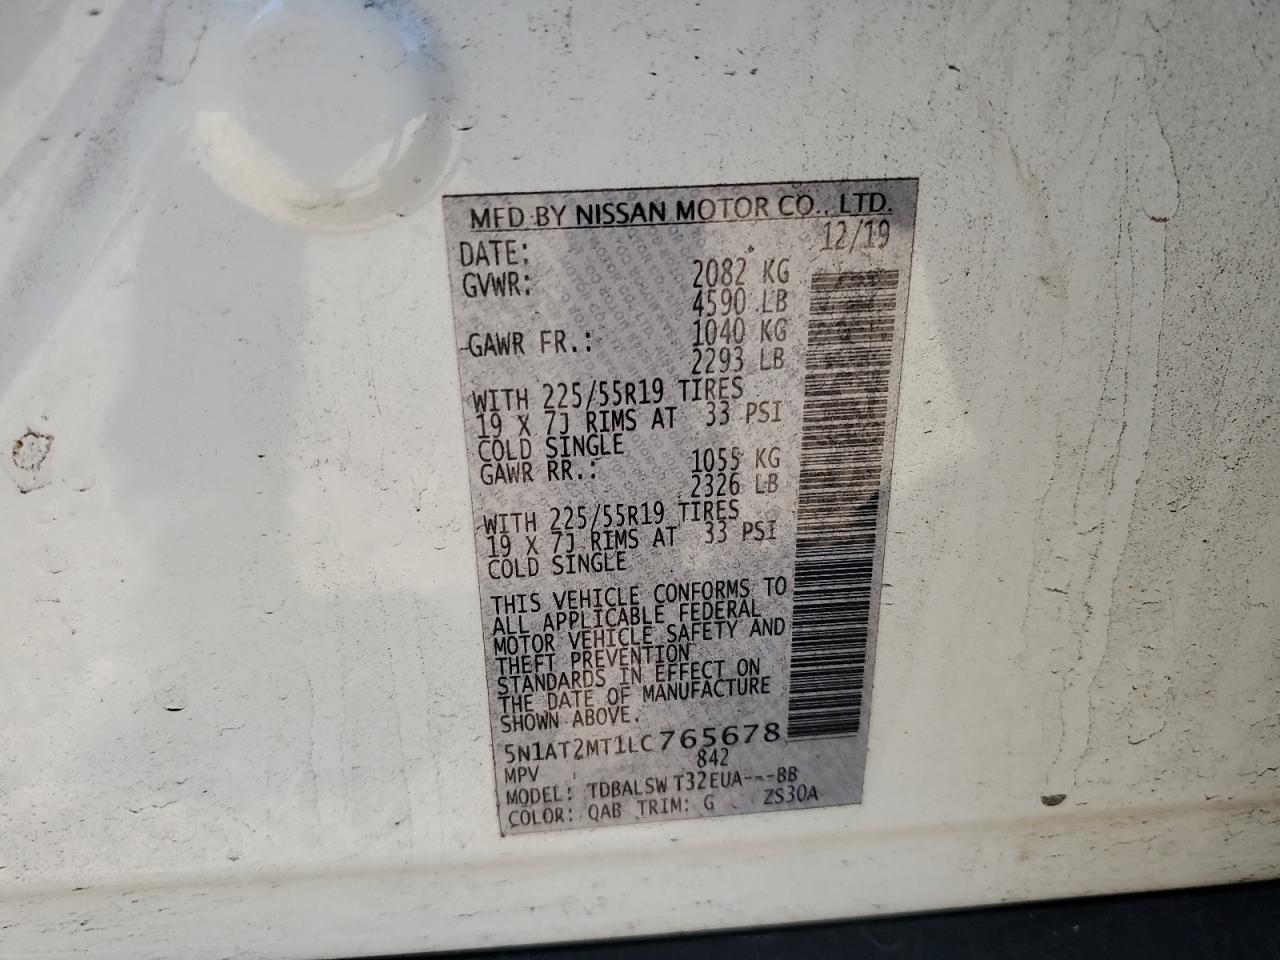 MFD BY NISSAN MOTOR CO., LTD.
DATE: 12/19
GVWR: 2082 KG
4590 LB
GAWR FR.: 1040 KG
2293 LB
WITH 225/55R19 TIRES
19 X 7J RIMS AT 33 PSI
COLD SINGLE
GAWR RR.: 1055 KG
2326 LB
WITH 225/55R19 TIRES
19 X 7J RIMS AT 33 PSI
COLD SINGLE
THIS VEHICLE CONFORMS TO
ALL APPLICABLE FEDERAL
MOTOR VEHICLE SAFETY AND
THEFT PREVENTION
STANDARDS IN EFFECT ON
THE DATE OF MANUFACTURE
SHOWN ABOVE.
5N1AT2MT1LC765678
MPV 842
MODEL: TDBALSW T32EUA---BB
COLOR: QAB TRIM: G ZS30A